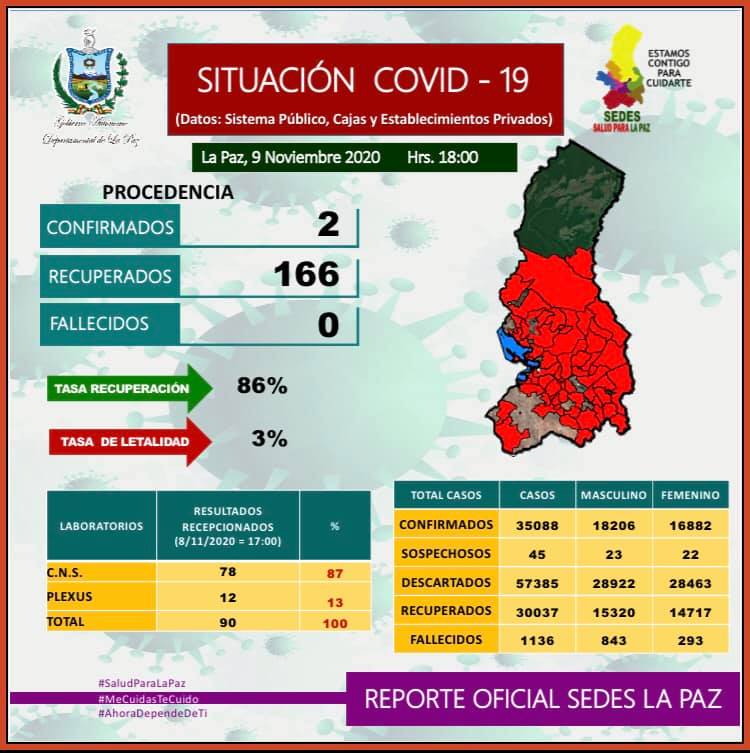 Gobierno Autónomo
Departamental de La Paz
SITUACIÓN COVID - 19
(Datos: Sistema Público, Cajas y Establecimientos Privados)
ESTAMOS
CONTIGO
PARA
CUIDARTE
SEDES
SALUD PARA LA PAZ
La Paz, 9 Noviembre 2020 Hrs. 18:00
PROCEDENCIA
CONFIRMADOS 2
RECUPERADOS 166
FALLECIDOS 0
TASA RECUPERACIÓN 86%
TASA DE LETALIDAD 3%
LABORATORIOS RESULTADOS RECEPCIONADOS (8/11/2020 = 17:00) %
C.N.S. 78 87
PLEXUS 12 13
TOTAL 90 100
TOTAL CASOS CASOS MASCULINO FEMENINO
CONFIRMADOS 35088 18206 16882
SOSPECHOSOS 45 23 22
DESCARTADOS 57385 28922 28463
RECUPERADOS 30037 15320 14717
FALLECIDOS 1136 843 293
#SaludParaLaPaz
#MeCuidasTeCuido
#AhoraDependeDeTi
REPORTE OFICIAL SEDES LA PAZ